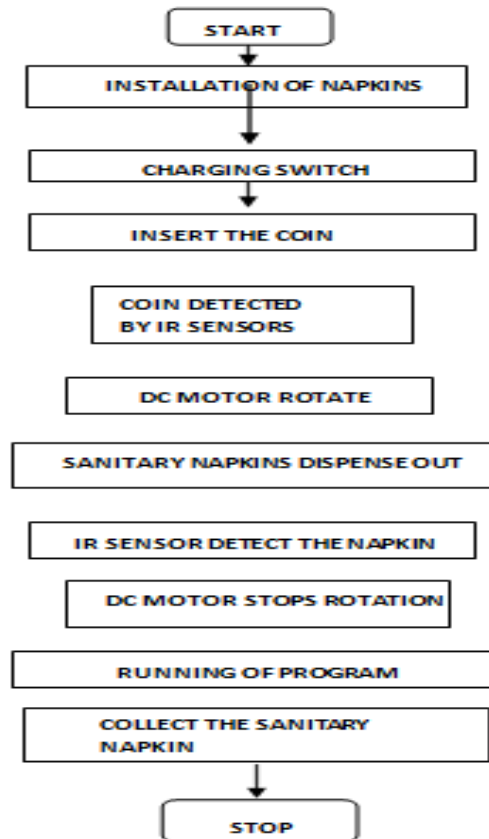 START
INSTALLATION OF NAPKINS
CHARGING SWITCH
INSERT THE COIN
COIN DETECTED
BY IR SENSORS
DC MOTOR ROTATE
SANITARY NAPKINS DISPENSE OUT
IR SENSOR DETECT THE NAPKIN
DC MOTOR STOPS ROTATION
RUNNING OF PROGRAM
COLLECT THE SANITARY
NAPKIN
STOP